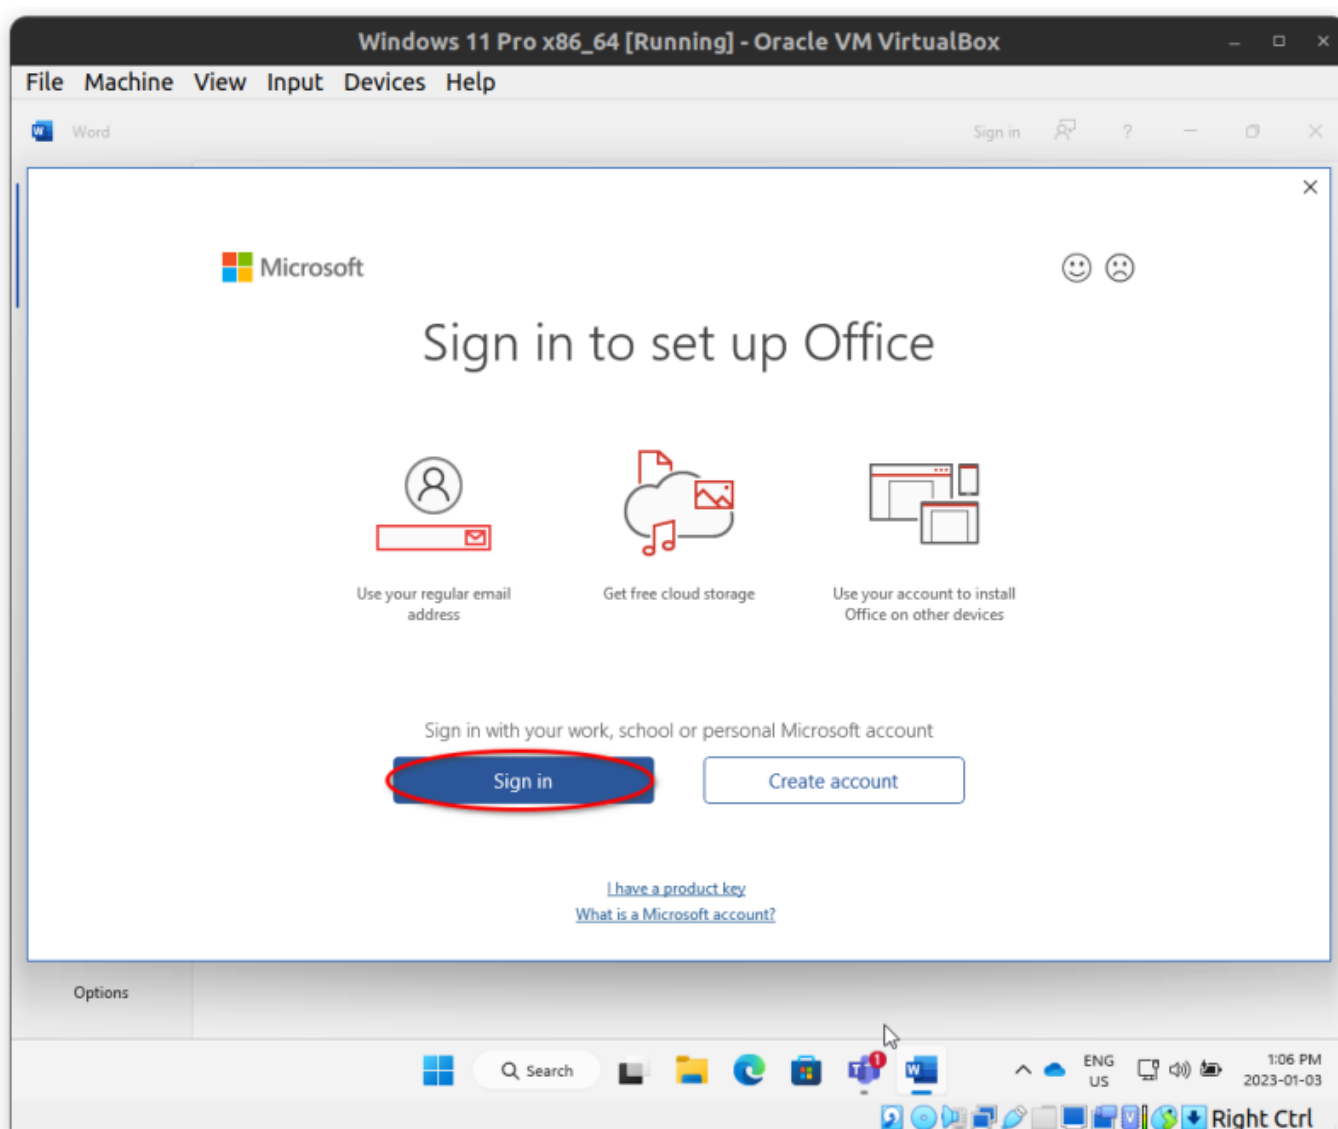 Windows 11 Pro x86_64 [Running] - Oracle VM VirtualBox
File Machine View Input Devices Help
Word Sign in ?
Microsoft
Sign in to set up Office
Use your regular email
address
Get free cloud storage
Use your account to install
Office on other devices
Sign in with your work, school or personal Microsoft account
Sign in
Create account
I have a product key
What is a Microsoft account?
Options
Search
1
ENG
US
1:06 PM
2023-01-03
Right Ctrl